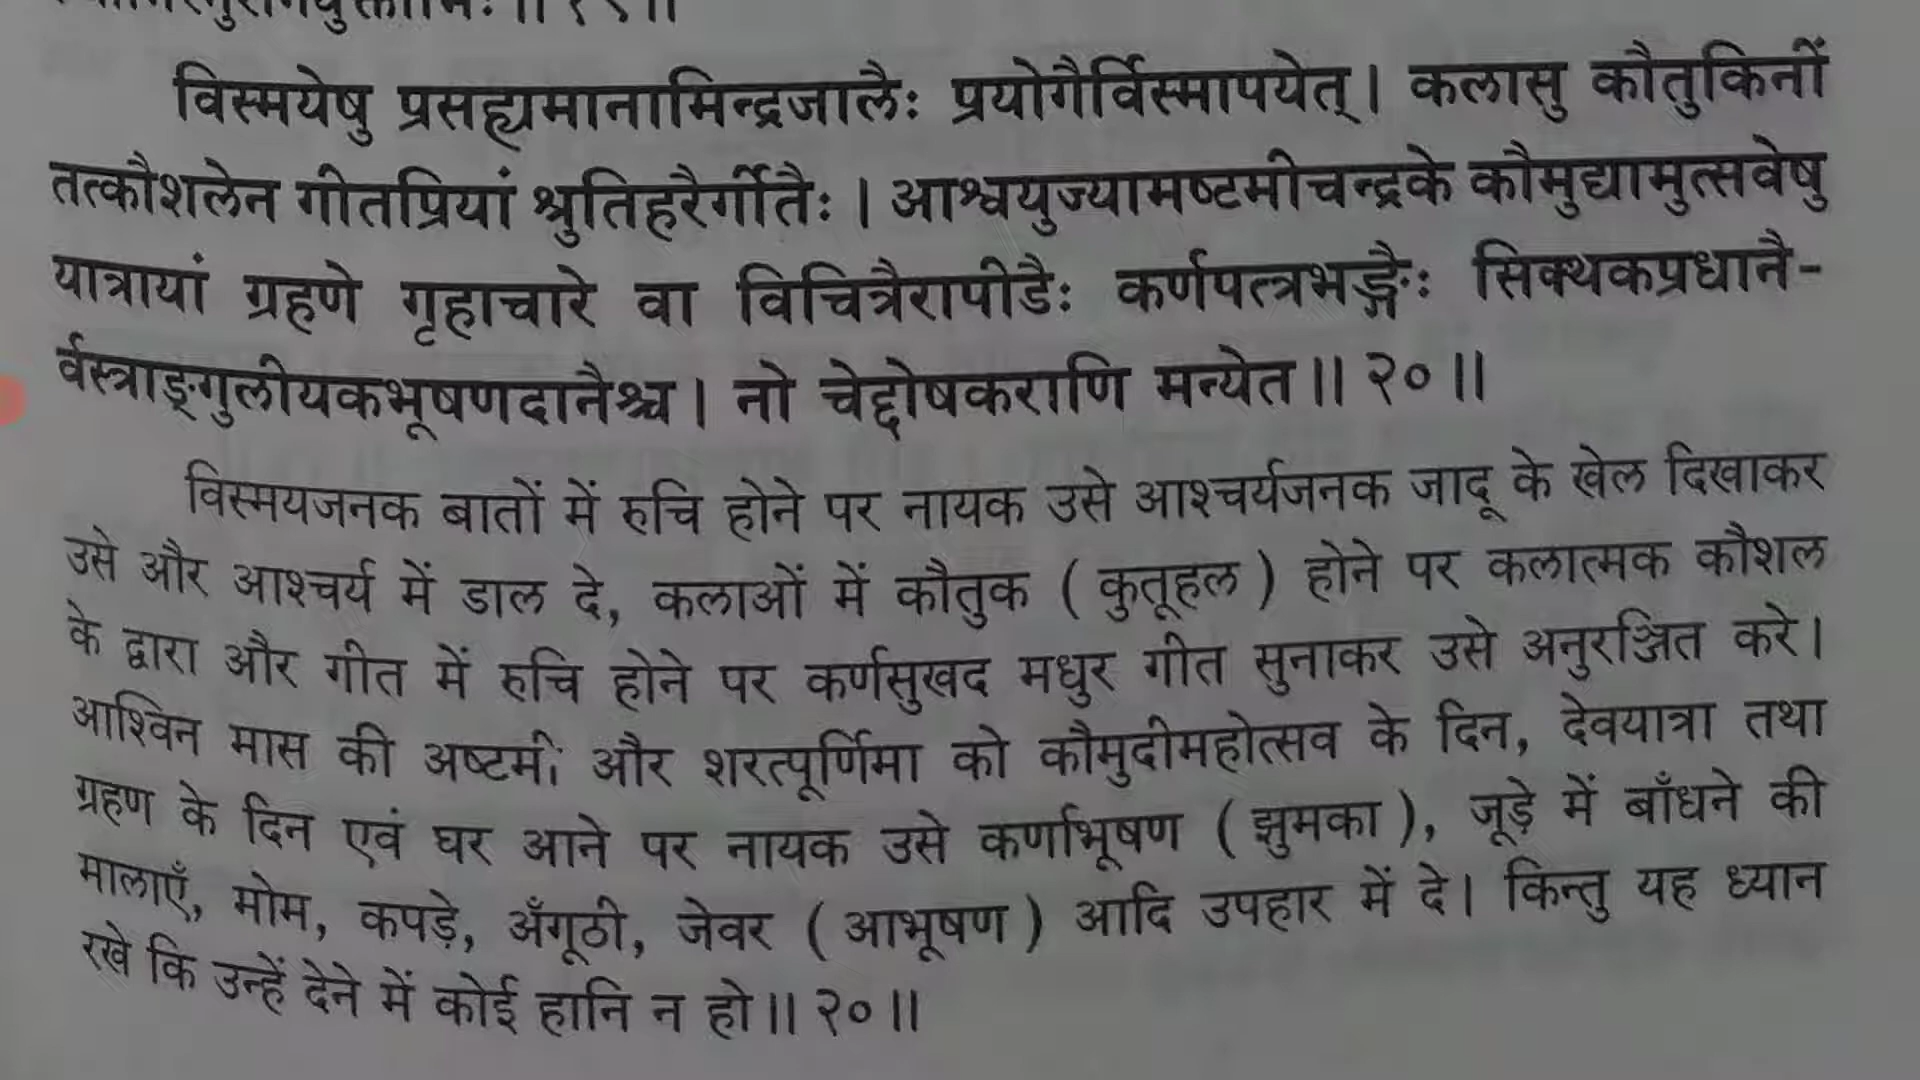 विस्मयेषु प्रसह्यमानामिन्द्रजालैः प्रयोगैर्विस्मापयेत्। कलासु कौतुकिनीं
तत्कौशलेन गीतप्रियां श्रुतिहरैर्गीतैः। आश्वयुज्यामष्टमीचन्द्रके कौमुद्यामुत्सवेषु
यात्रायां ग्रहणे गृहाचारे वा विचित्रैरापीडैः कर्णपत्त्रभङ्गैः सिक्थकप्रधानै-
र्वस्त्राङ्गुलीयकभूषणदानैश्च। नो चेद्दोषकराणि मन्येत॥ २०॥
विस्मयजनक बातों में रुचि होने पर नायक उसे आश्चर्यजनक जादू के खेल दिखाकर
उसे और आश्चर्य में डाल दे, कलाओं में कौतुक ( कुतूहल ) होने पर कलात्मक कौशल
के द्वारा और गीत में रुचि होने पर कर्णसुखद मधुर गीत सुनाकर उसे अनुरञ्जित करे।
आश्विन मास की अष्टमी और शरत्पूर्णिमा को कौमुदीमहोत्सव के दिन, देवयात्रा तथा
ग्रहण के दिन एवं घर आने पर नायक उसे कर्णाभूषण ( झुमका ), जूड़े में बाँधने की
मालाएँ, मोम, कपड़े, अँगूठी, जेवर ( आभूषण ) आदि उपहार में दे। किन्तु यह ध्यान
रखे कि उन्हें देने में कोई हानि न हो॥ २०॥